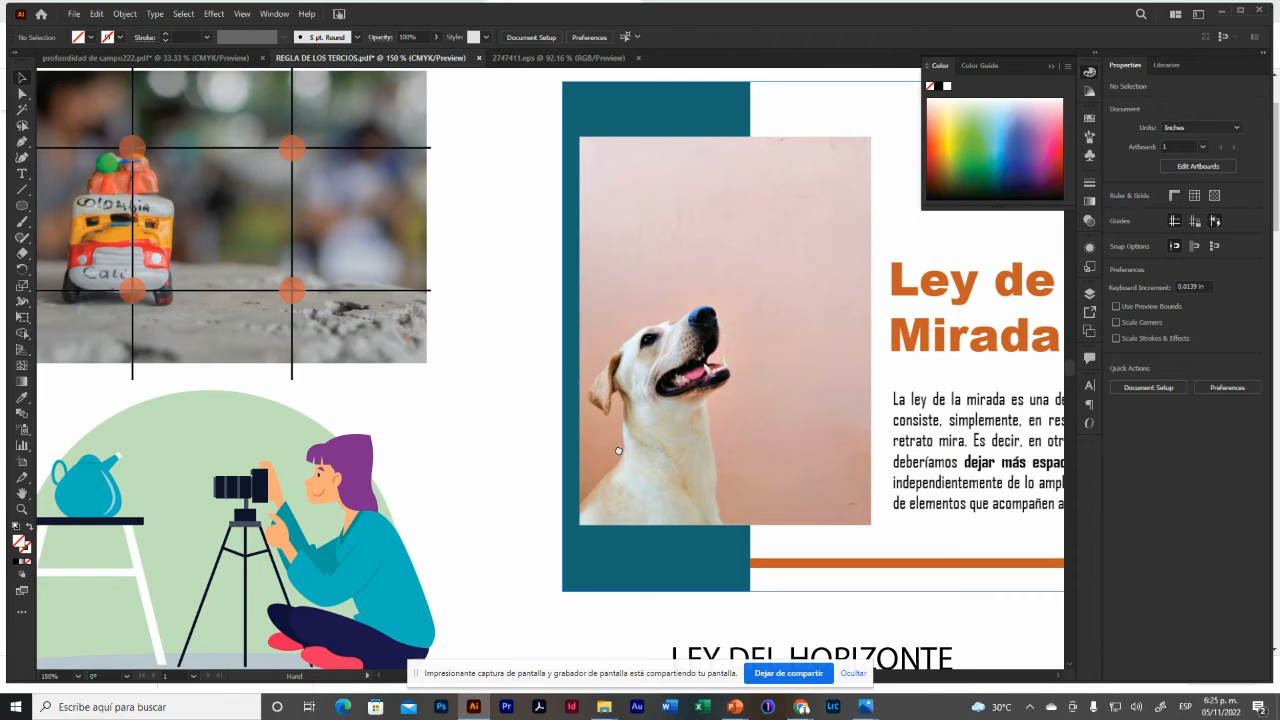 File Edit Object Type Select Effect View Window Help
No Selection Stroke: 5 pt. Round Opacity: 100% Style: Document Setup Preferences
profundidad de campo222.pdf* @ 33.33 % (CMYK/Preview) × REGLA DE LOS TERCIOS.pdf* @ 150 % (CMYK/Preview) × 2747411.eps @ 92.16 % (RGB/Preview) ×
Color Color Guide
Properties Libraries
No Selection
Document
Units: Inches
Artboard: 1
Edit Artboards
Ruler & Grids
Guides
Snap Options
Preferences
Keyboard Increment: 0.0139 in
Use Preview Bounds
Scale Corners
Scale Strokes & Effects
Quick Actions
Document Setup Preferences
COLOMBIA
Cali
Ley de
Mirada
La ley de la mirada es una de
consiste, simplemente, en res
retrato mira. Es decir, en otr
deberíamos dejar más espac
independientemente de lo ampl
de elementos que acompañen a
LEY DEL HORIZONTE
Impresionante captura de pantalla y grabador de pantalla está compartiendo tu pantalla. Dejar de compartir Ocultar
150% 0° 1 Hand
Escribe aquí para buscar
30°C ESP 6:25 p. m.
05/11/2022